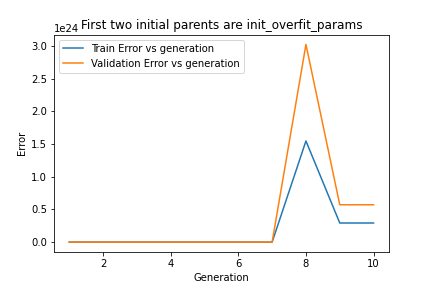 First two initial parents are init_overfit_params
1e24
Train Error vs generation
Validation Error vs generation
3.0
2.5
2.0
1.5
1.0
0.5
0.0
Error
2
4
6
8
10
Generation